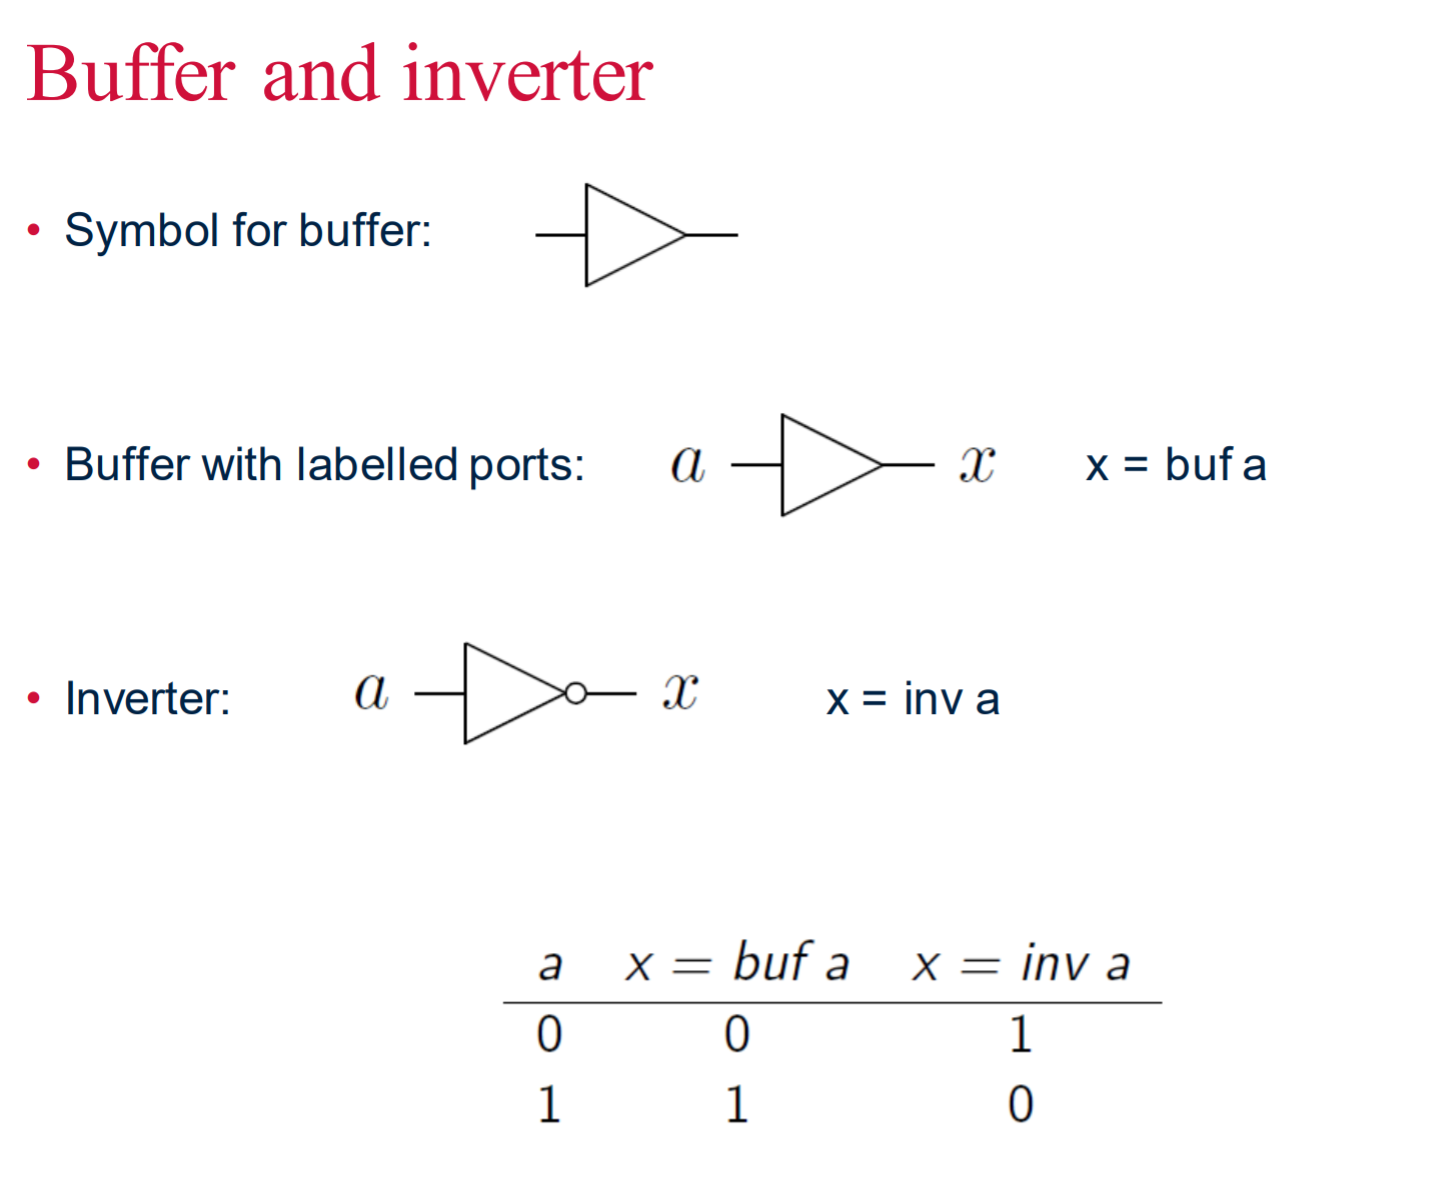 Buffer and inverter
• Symbol for buffer:
• Buffer with labelled ports: a x x = buf a
• Inverter: a x x = inv a
a x = buf a x = inv a
0 0 1
1 1 0